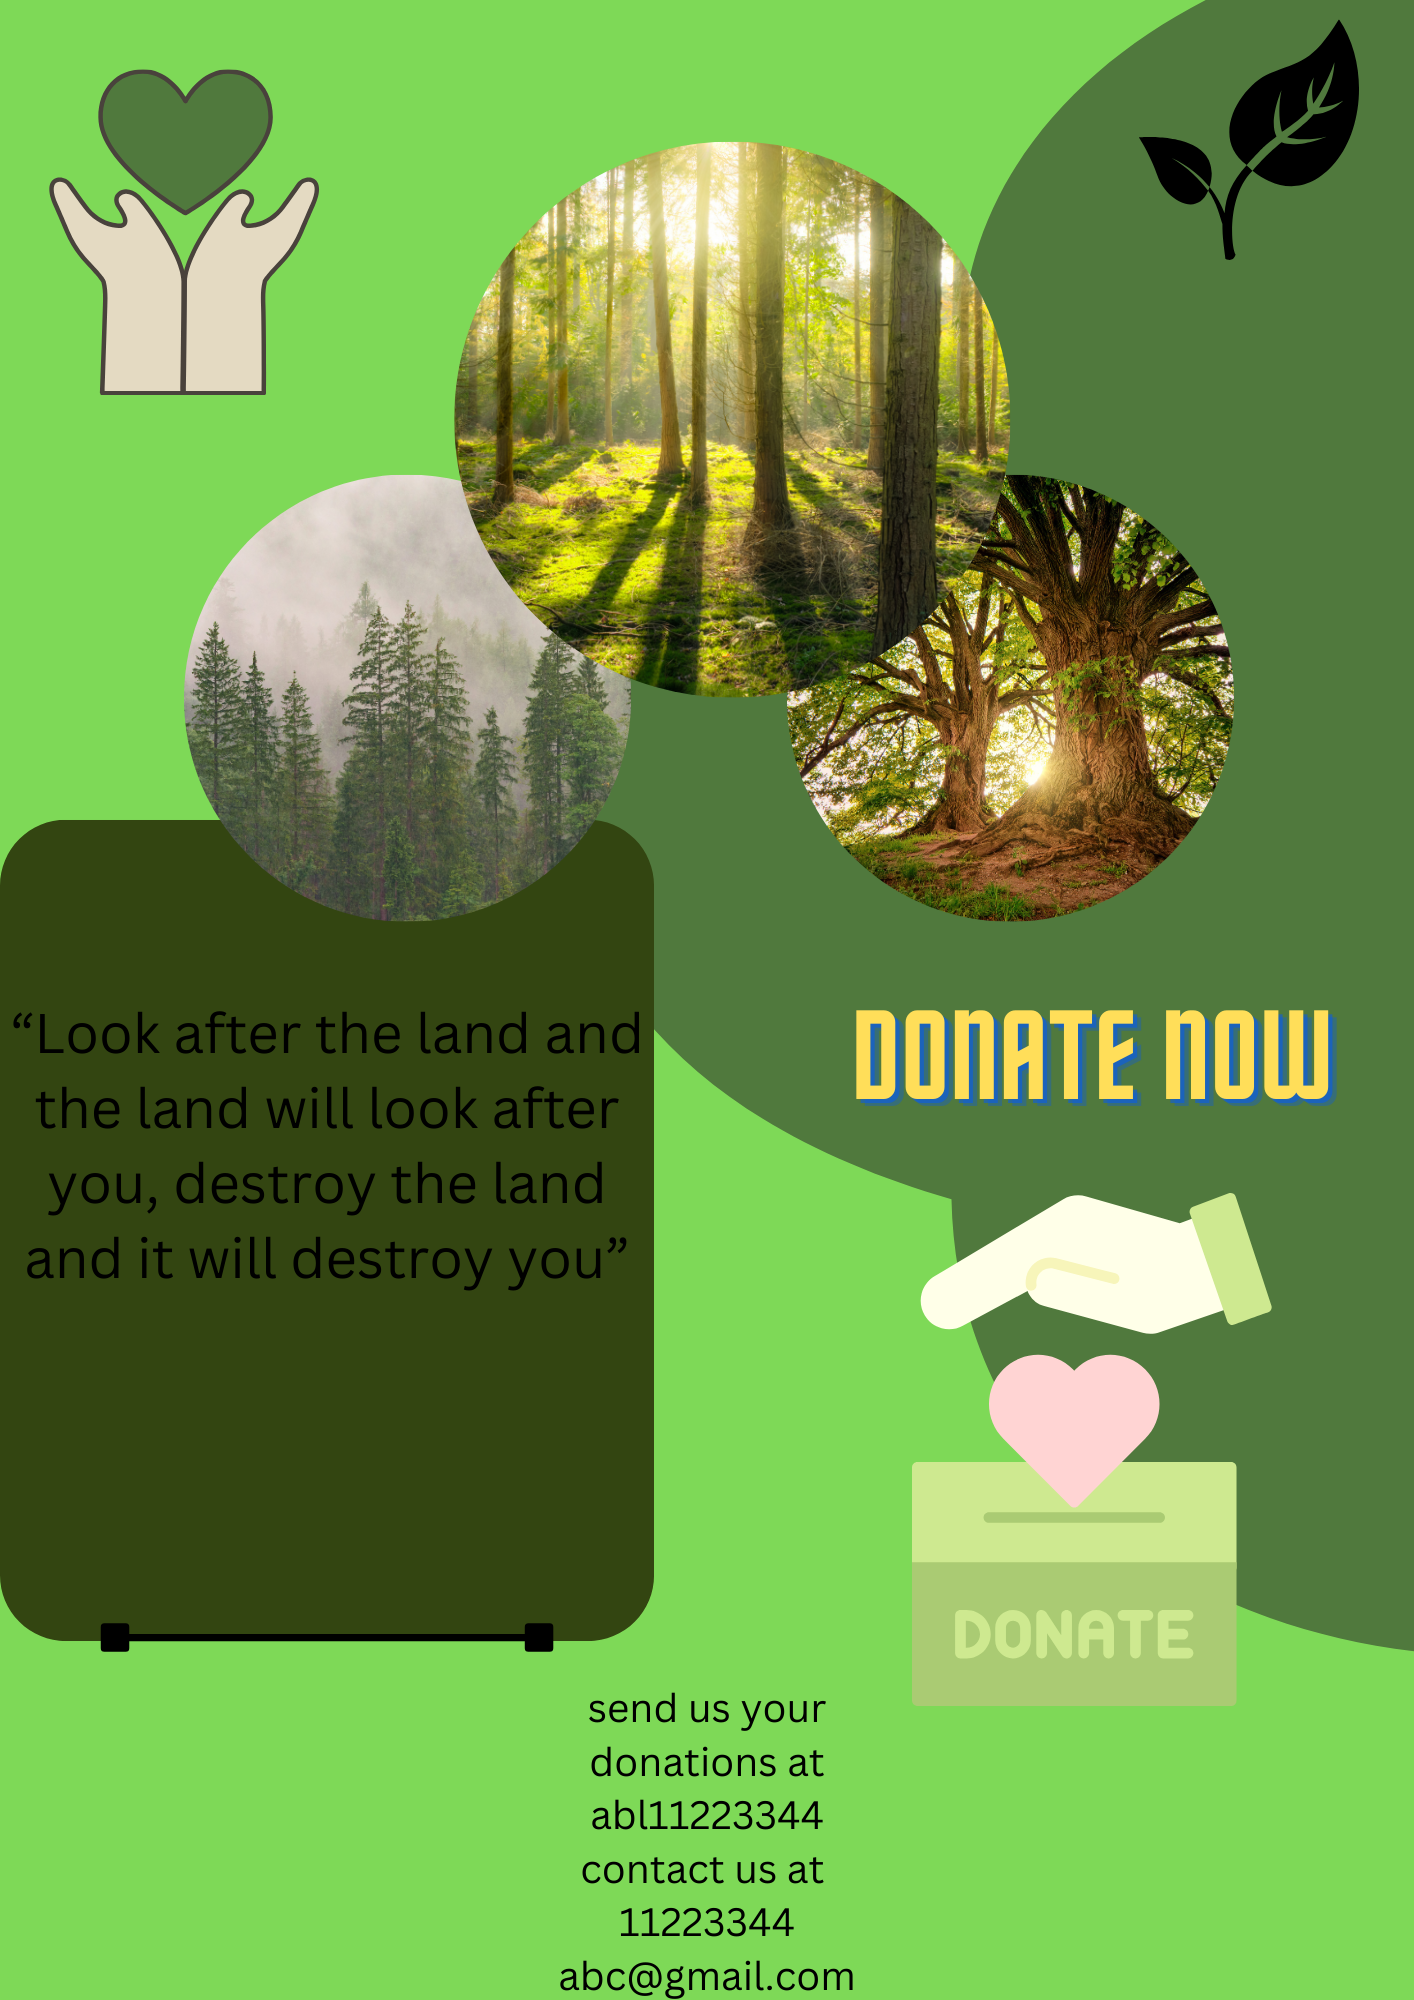 “Look after the land and
the land will look after
you, destroy the land
and it will destroy you”
DONATE NOW
DONATE
send us your
donations at
abl11223344
contact us at
11223344
abc@gmail.com